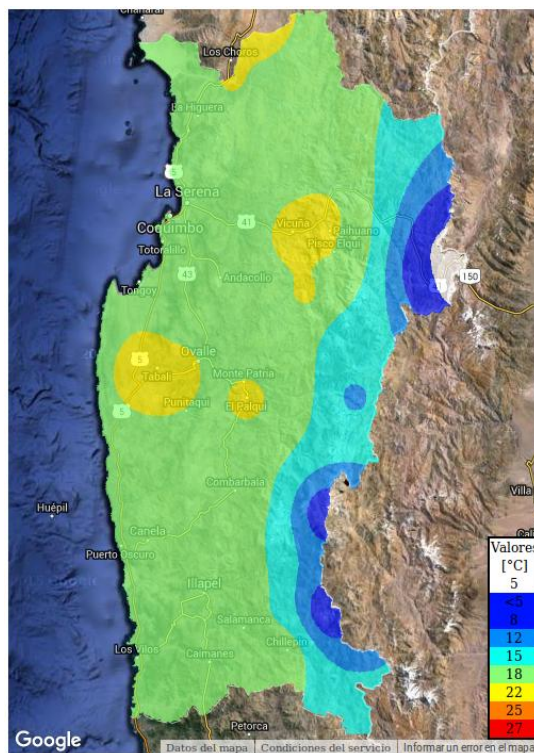 Chañaral
Los Choros
La Higuera
5
La Serena
41
Vicuña
Coquimbo
Paihuano
Pisco Elqui
Totoralillo
43
Andacollo
150
Tongoy
5
Ovalle
Tabalí
Monte Patria
Punitaqui
El Palqui
5
Combarbalá
Villa
Huépil
Canela
Puerto Oscuro
Valores
[°C]
5
<5
8
12
15
18
22
25
27
Illapel
Salamanca
Chillepín
Los Vilos
Caimanes
Petorca
Google
Datos del mapa
Condiciones del servicio
Informar un error en el mapa